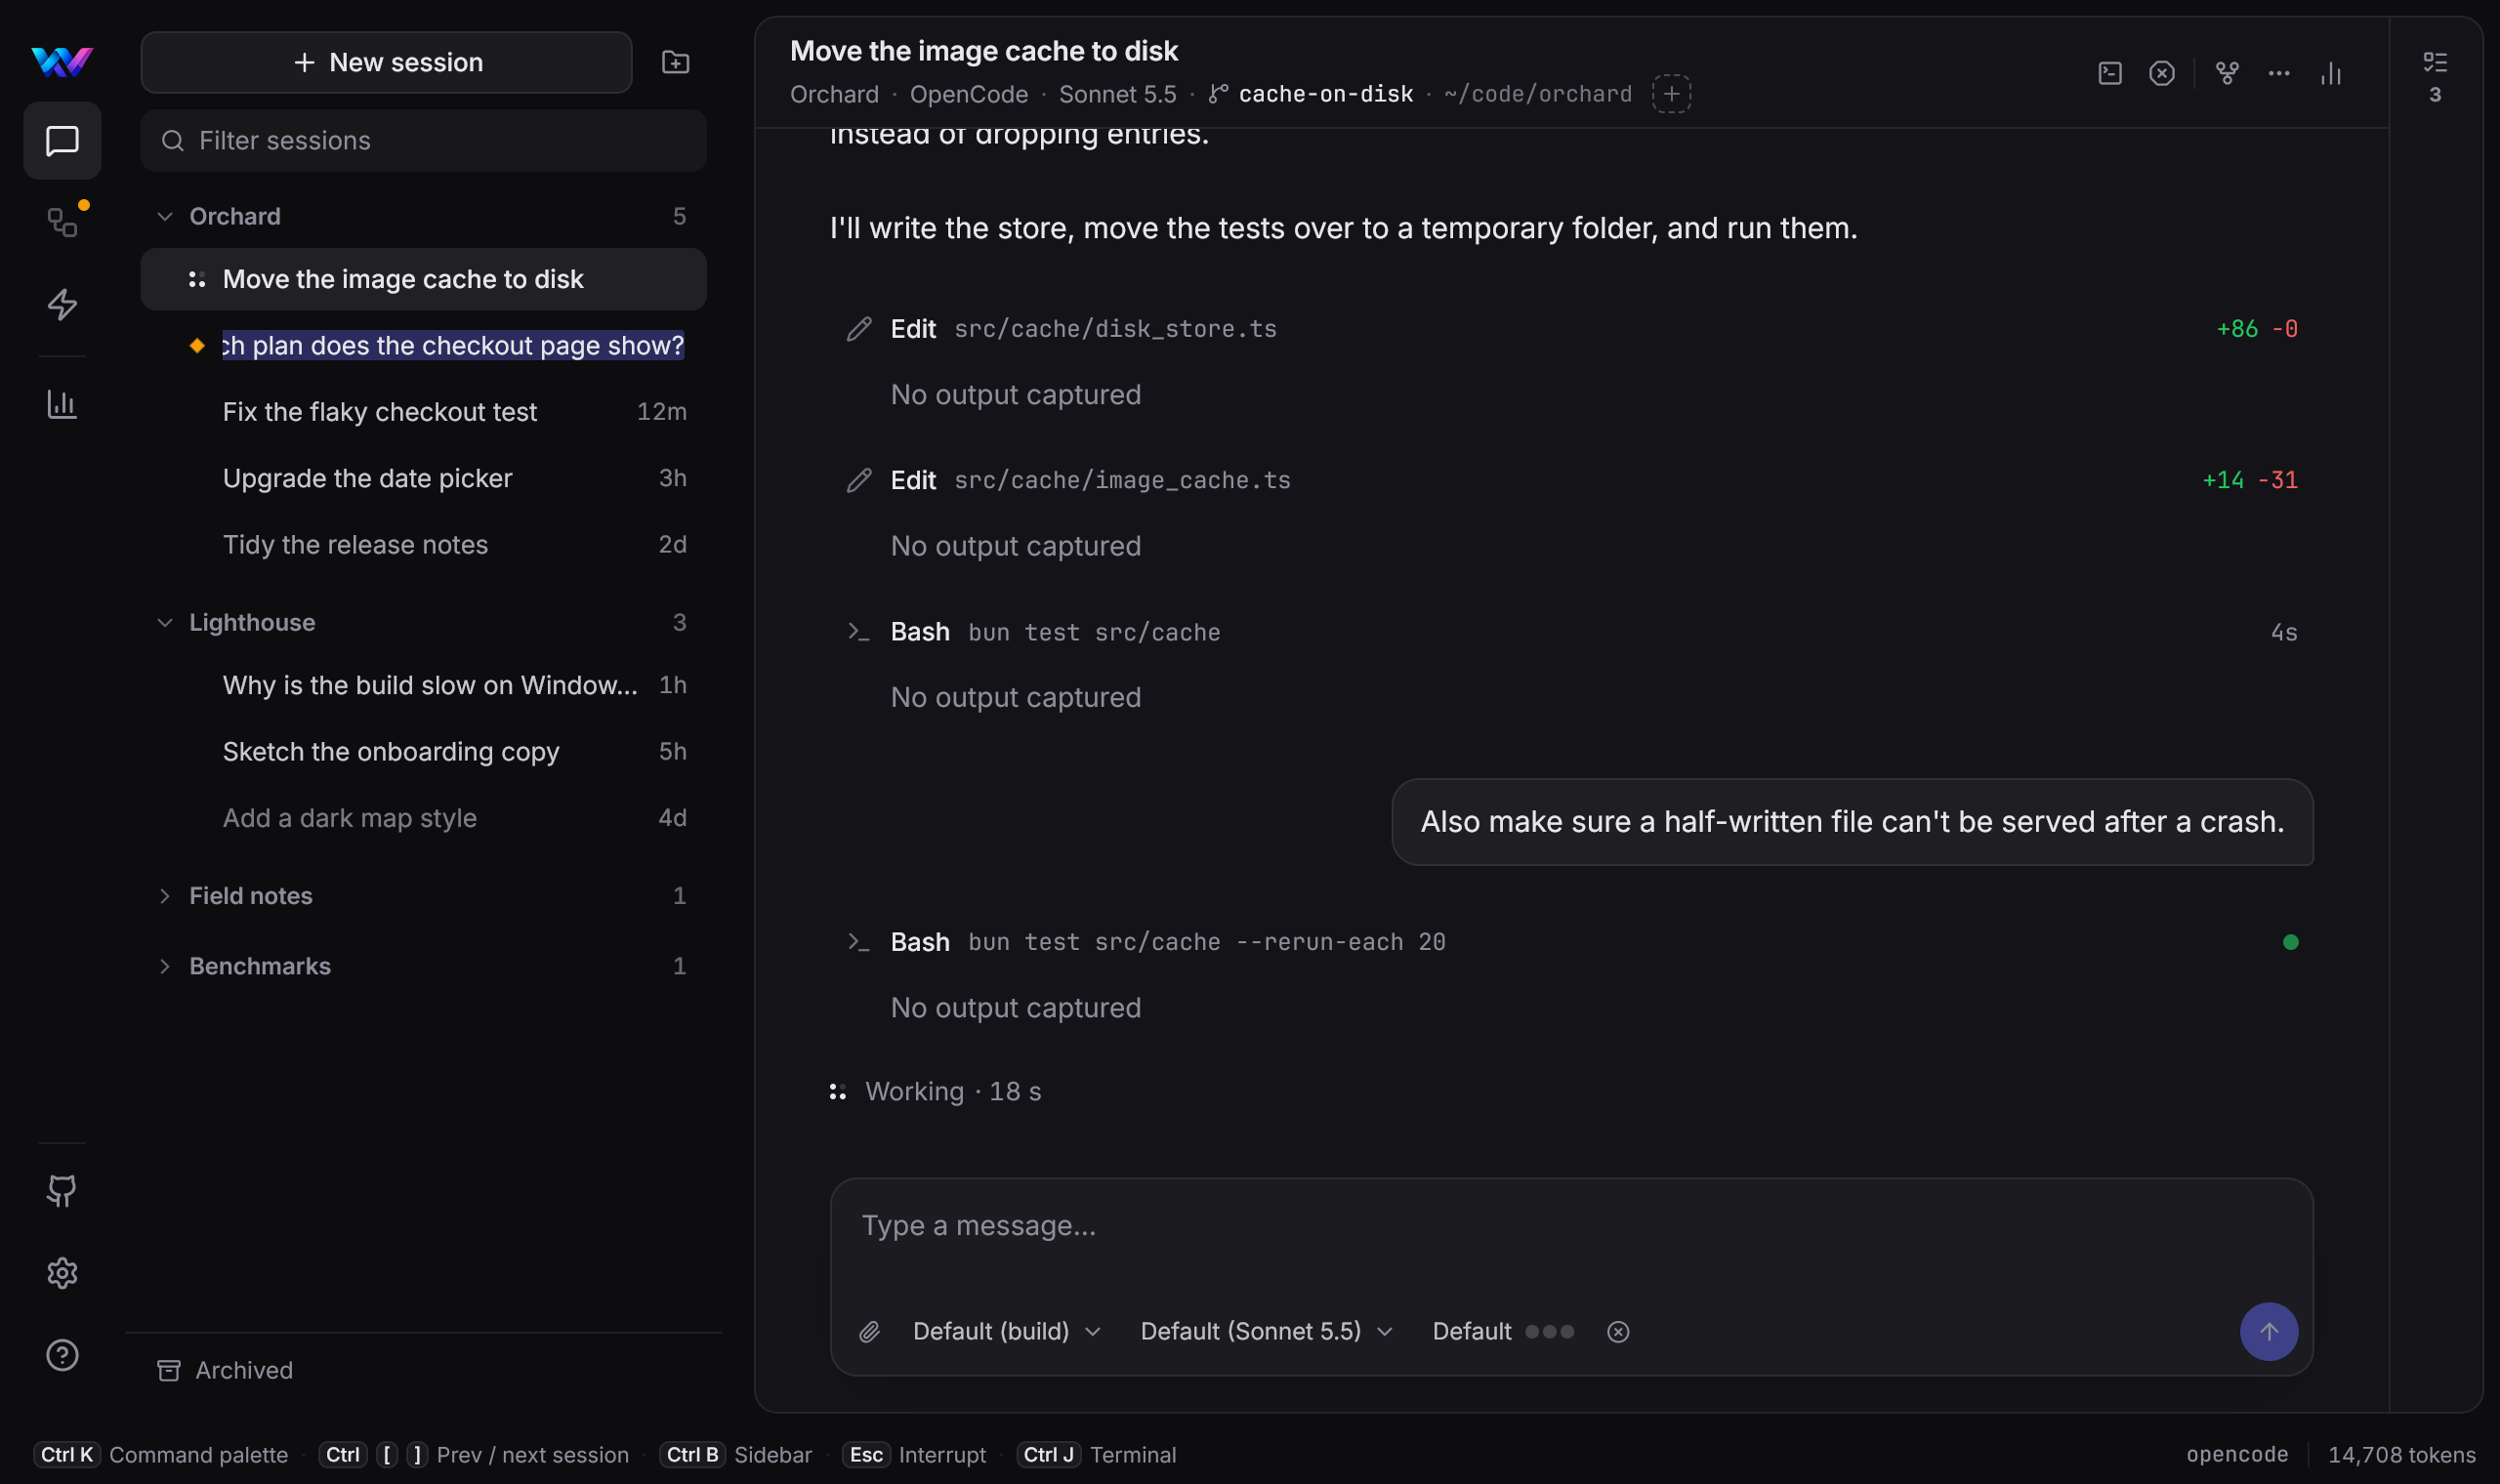 New session
Filter sessions
Orchard 5
Move the image cache to disk
ch plan does the checkout page show?
Fix the flaky checkout test 12m
Upgrade the date picker 3h
Tidy the release notes 2d
Lighthouse 3
Why is the build slow on Window... 1h
Sketch the onboarding copy 5h
Add a dark map style 4d
Field notes 1
Benchmarks 1
Archived
Move the image cache to disk
Orchard · OpenCode · Sonnet 5.5 · cache-on-disk · ~/code/orchard
3
instead of dropping entries.
I'll write the store, move the tests over to a temporary folder, and run them.
Edit src/cache/disk_store.ts +86 -0
No output captured
Edit src/cache/image_cache.ts +14 -31
No output captured
Bash bun test src/cache 4s
No output captured
Also make sure a half-written file can't be served after a crash.
Bash bun test src/cache --rerun-each 20
No output captured
Working · 18 s
Type a message...
Default (build) Default (Sonnet 5.5) Default
Ctrl K Command palette · Ctrl [ ] Prev / next session · Ctrl B Sidebar · Esc Interrupt · Ctrl J Terminal
opencode 14,708 tokens